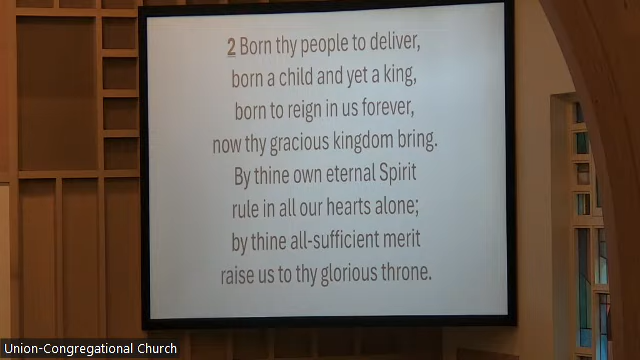 2 Born thy people to deliver,
born a child and yet a king,
born to reign in us forever,
now thy gracious kingdom bring.
By thine own eternal Spirit
rule in all our hearts alone;
by thine all-sufficient merit
raise us to thy glorious throne.
Union-Congregational Church